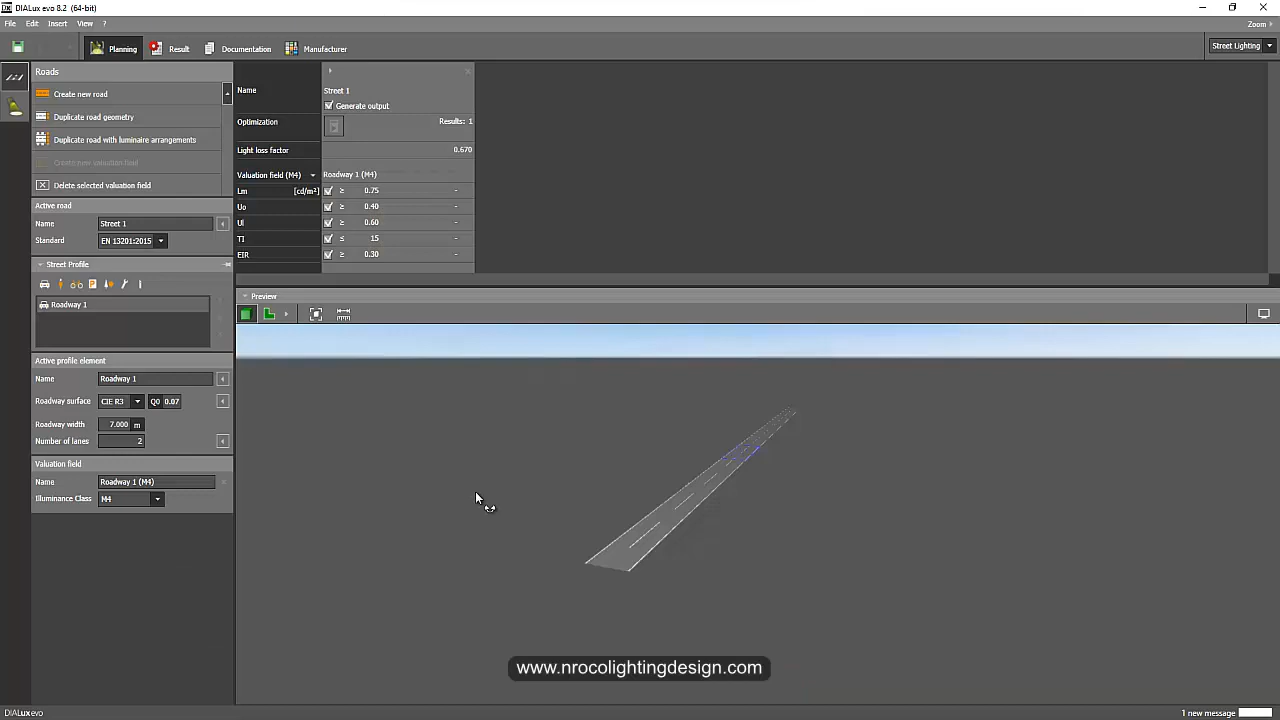 DIALux evo 8.2 (64-bit)
File Edit Insert View ?
Zoom
Planning Result Documentation Manufacturer
Street Lighting
Roads
Create new road
Duplicate road geometry
Duplicate road with luminaire arrangements
Create new valuation field
Delete selected valuation field
Active road
Name Street 1
Standard EN 13201:2015
Street Profile
Roadway 1
Active profile element
Name Roadway 1
Roadway surface CIE R3 Q0 0.07
Roadway width 7.000 m
Number of lanes 2
Valuation field
Name Roadway 1 (M4)
Illuminance Class M4
Name Street 1
Generate output
Optimization Results: 1
Light loss factor 0.670
Valuation field (M4) Roadway 1 (M4)
Lm [cd/m²] ≥ 0.75 -
Uo ≥ 0.40 -
Ul ≥ 0.60 -
TI ≤ 15 -
EIR ≥ 0.30 -
Preview
www.nrocolightingdesign.com
DIALux evo
1 new message